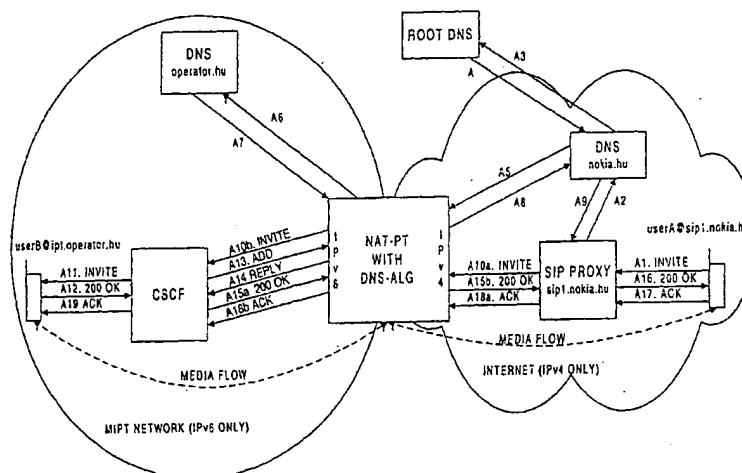 ROOT DNS
A3
A
DNS
operator.hu
A6
A7
DNS
nokia.hu
A5
A8
A9
A2
userB@ip1.operator.hu
userA@sip1.nokia.h
A11. INVITE
A12. 200 OK
A19 ACK
CSCF
A10b. INVITE
A13. ADD
A14 REPLY
A15a 200 OK
A18b ACK
IPv6
NAT-PT
WITH
DNS-ALG
IPv4
A10a. INVITE
A15b. 200 OK
A18a. ACK
SIP PROXY
sip1.nokia.hu
A1. INVITE
A16. 200 OK
A17. ACK
MEDIA FLOW
MEDIA FLOW
INTERNET (IPv4 ONLY)
MIPT NETWORK (IPv6 ONLY)